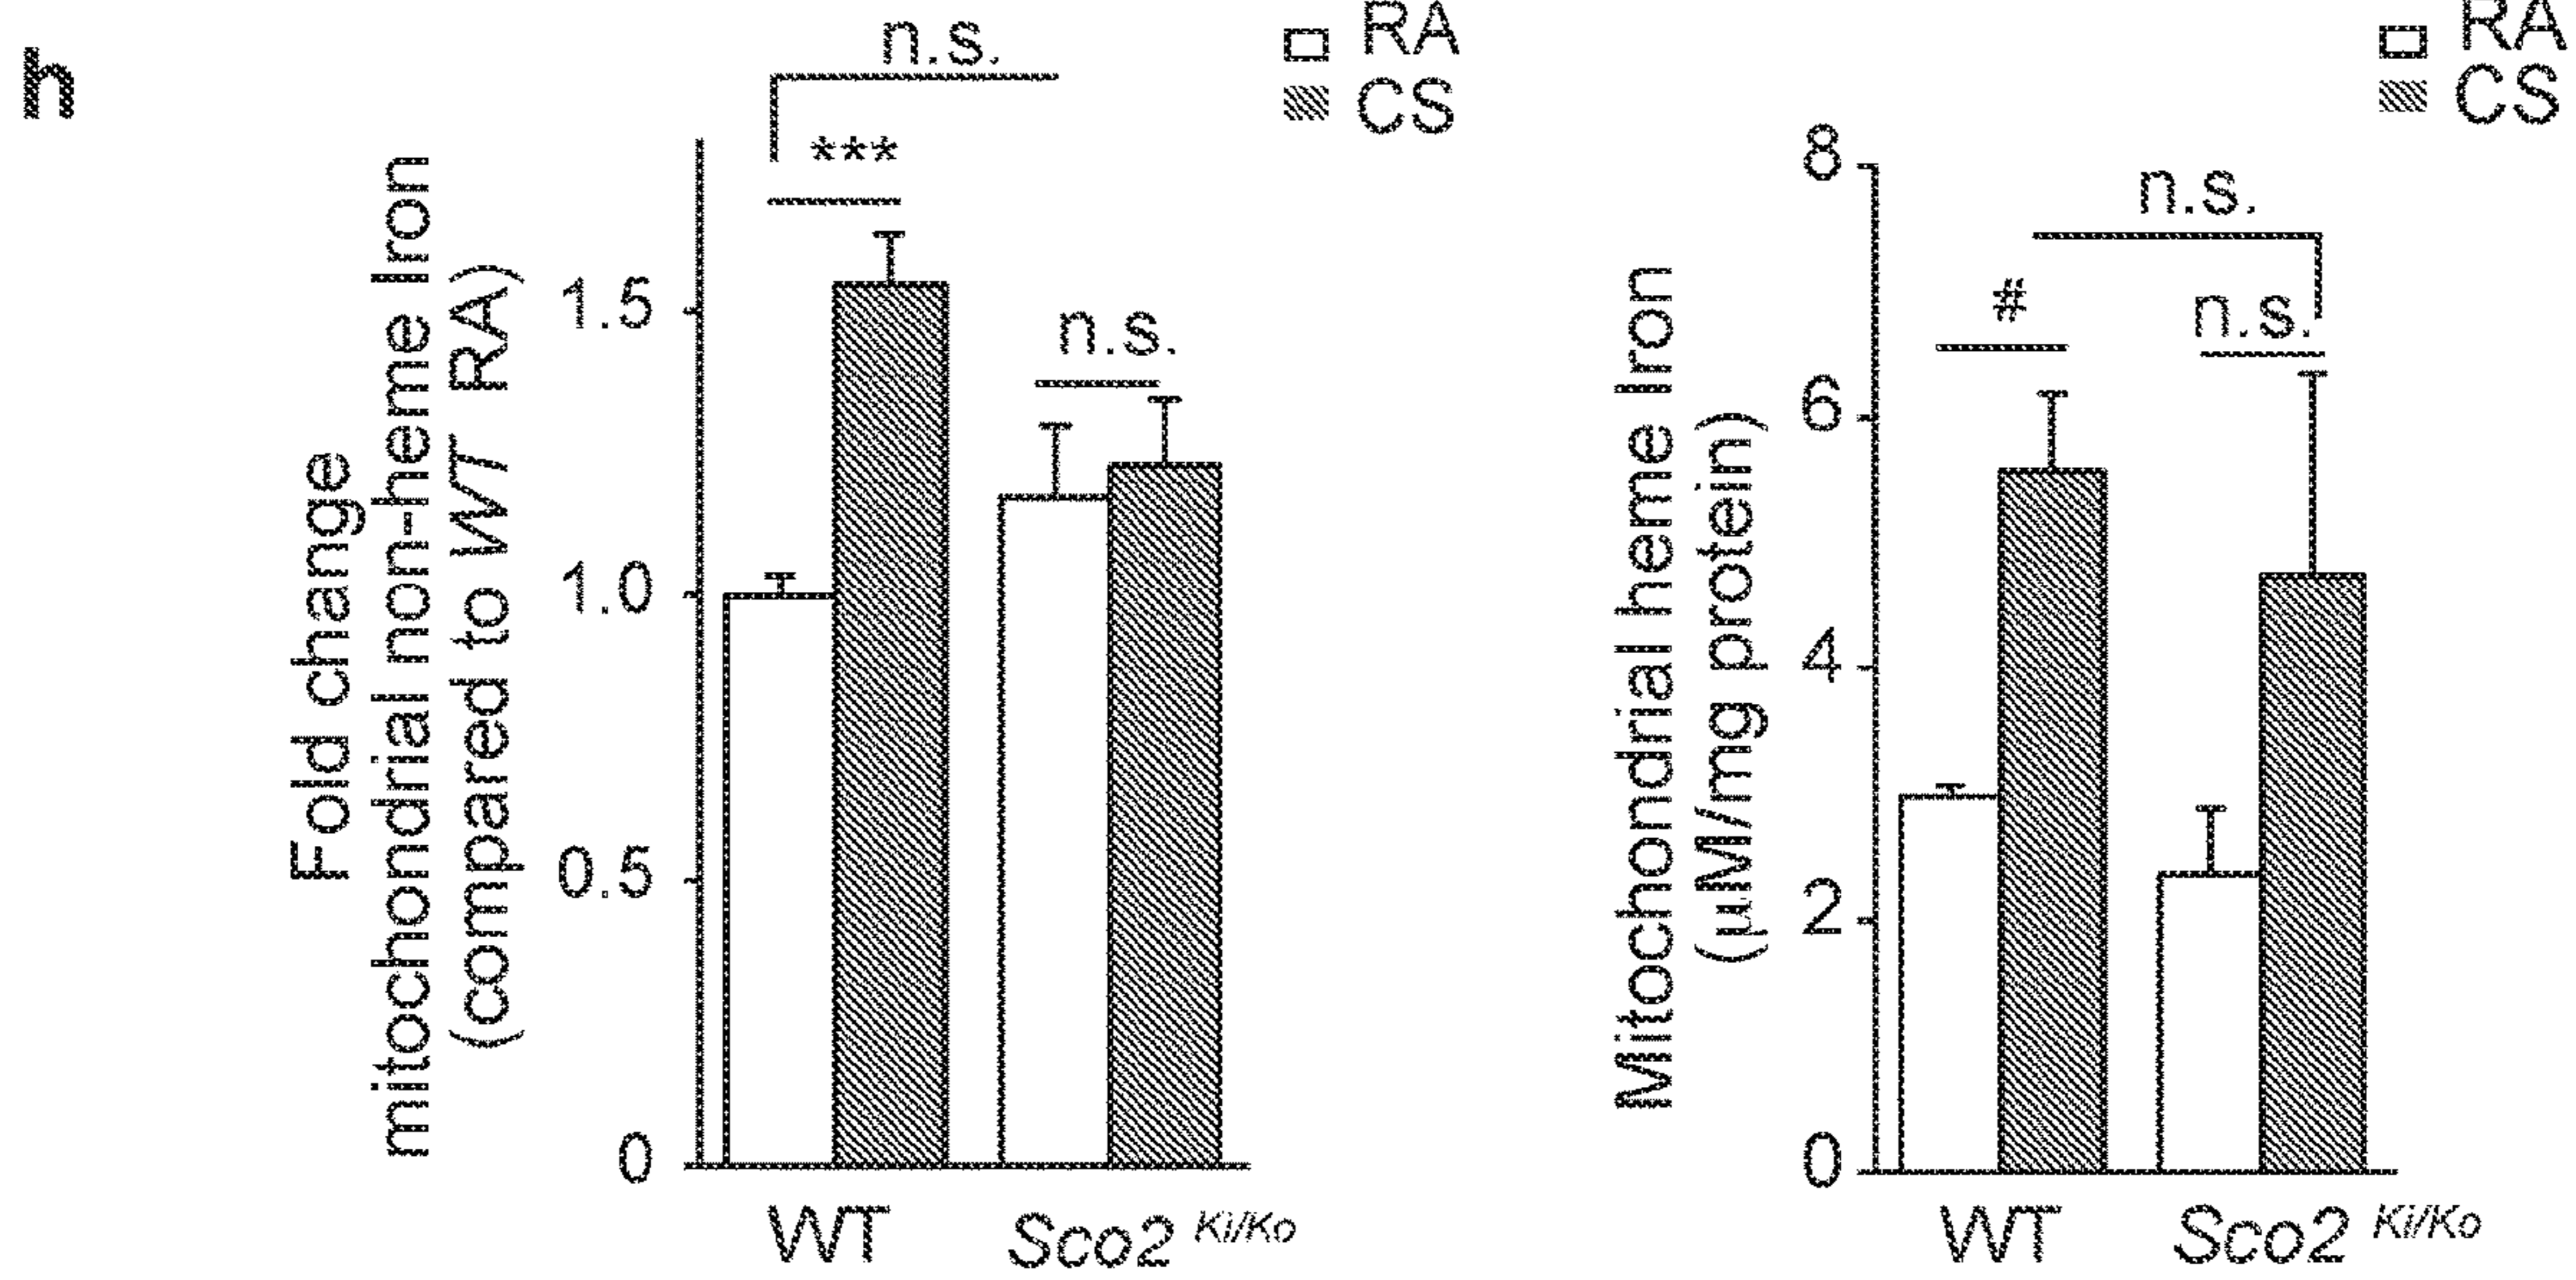 h
n.s.
RA
CS
***
n.s.
Fold change
mitochondrial non-heme Iron
(compared to WT RA)
1.5
1.0
0.5
0
WT
Sco2 Ki/Ko
RA
CS
n.s.
#
n.s.
Mitochondrial heme Iron
(µM/mg protein)
8
6
4
2
0
WT
Sco2 Ki/Ko